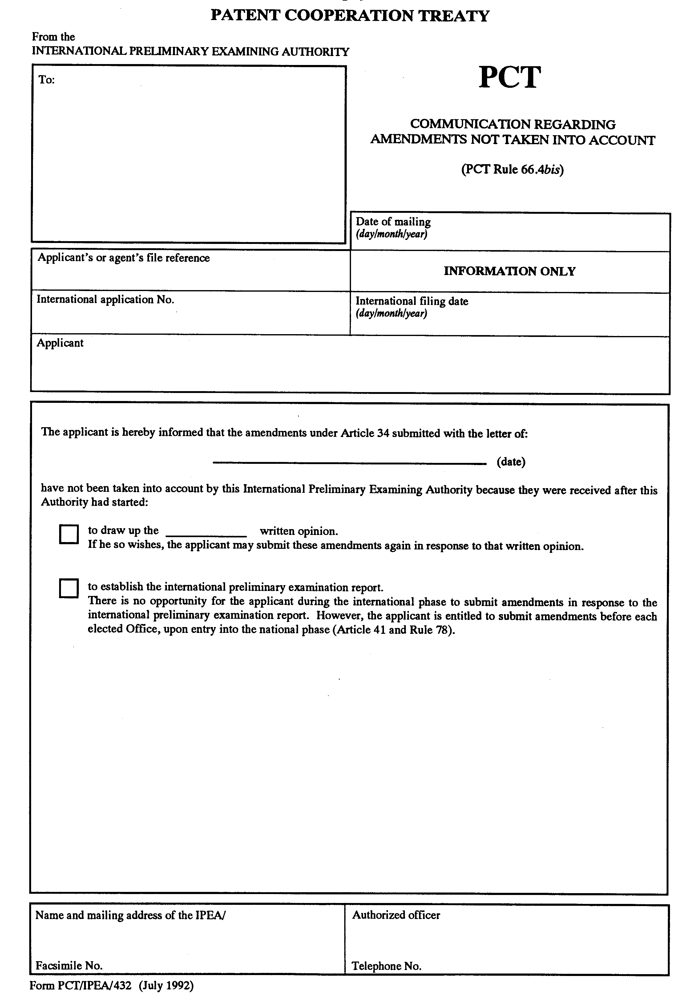 PATENT COOPERATION TREATY
From the
INTERNATIONAL PRELIMINARY EXAMINING AUTHORITY
To:
PCT
COMMUNICATION REGARDING
AMENDMENTS NOT TAKEN INTO ACCOUNT
(PCT Rule 66.4bis)
Date of mailing
(day/month/year)
Applicant's or agent's file reference
INFORMATION ONLY
International application No.
International filing date
(day/month/year)
Applicant
The applicant is hereby informed that the amendments under Article 34 submitted with the letter of:
(date)
have not been taken into account by this International Preliminary Examining Authority because they were received after this
Authority had started:
to draw up the ____________ written opinion.
If he so wishes, the applicant may submit these amendments again in response to that written opinion.
to establish the international preliminary examination report.
There is no opportunity for the applicant during the international phase to submit amendments in response to the
international preliminary examination report. However, the applicant is entitled to submit amendments before each
elected Office, upon entry into the national phase (Article 41 and Rule 78).
Name and mailing address of the IPEA/
Facsimile No.
Authorized officer
Telephone No.
Form PCT/IPEA/432 (July 1992)